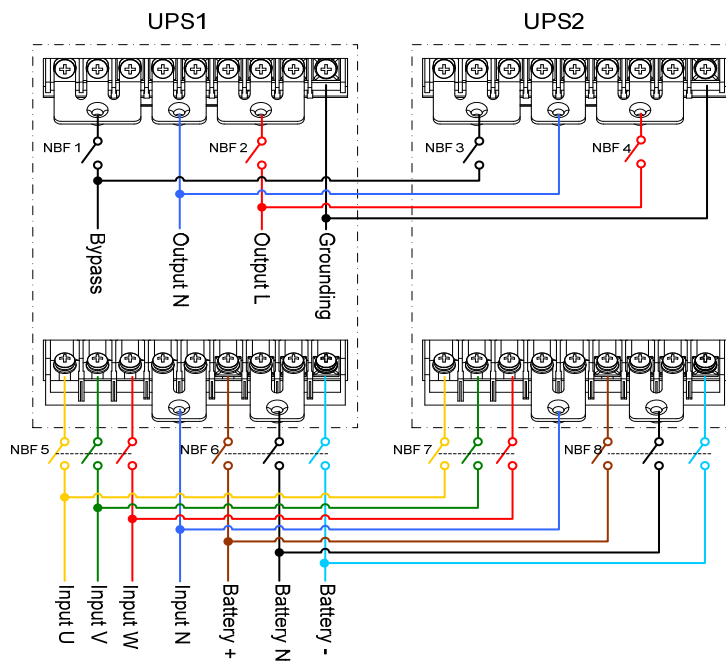 UPS1
UPS2
NBF 1
NBF 2
NBF 3
NBF 4
Bypass
Output N
Output L
Grounding
NBF 5
NBF 6
NBF 7
NBF 8
Input U
Input V
Input W
Input N
Battery +
Battery N
Battery -